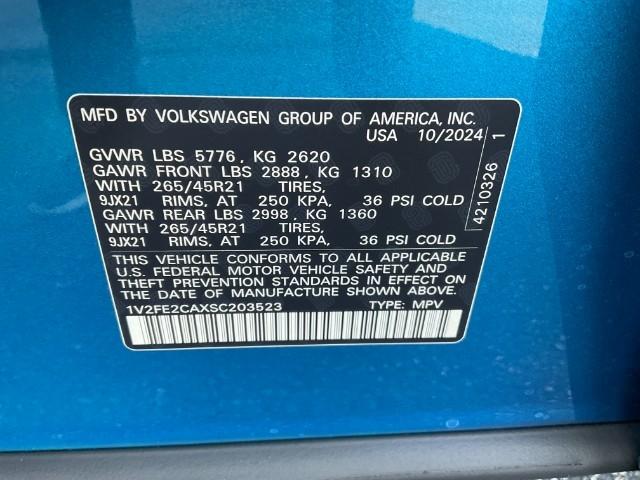 MFD BY VOLKSWAGEN GROUP OF AMERICA, INC.
USA 10/2024
GVWR LBS 5776, KG 2620
GAWR FRONT LBS 2888, KG 1310
WITH 265/45R21 TIRES,
9JX21 RIMS, AT 250 KPA, 36 PSI COLD
GAWR REAR LBS 2998, KG 1360
WITH 265/45R21 TIRES,
9JX21 RIMS, AT 250 KPA, 36 PSI COLD
THIS VEHICLE CONFORMS TO ALL APPLICABLE
U.S. FEDERAL MOTOR VEHICLE SAFETY AND
THEFT PREVENTION STANDARDS IN EFFECT ON
THE DATE OF MANUFACTURE SHOWN ABOVE.
1V2FE2CAXSC203523 TYPE: MPV
4210326 1